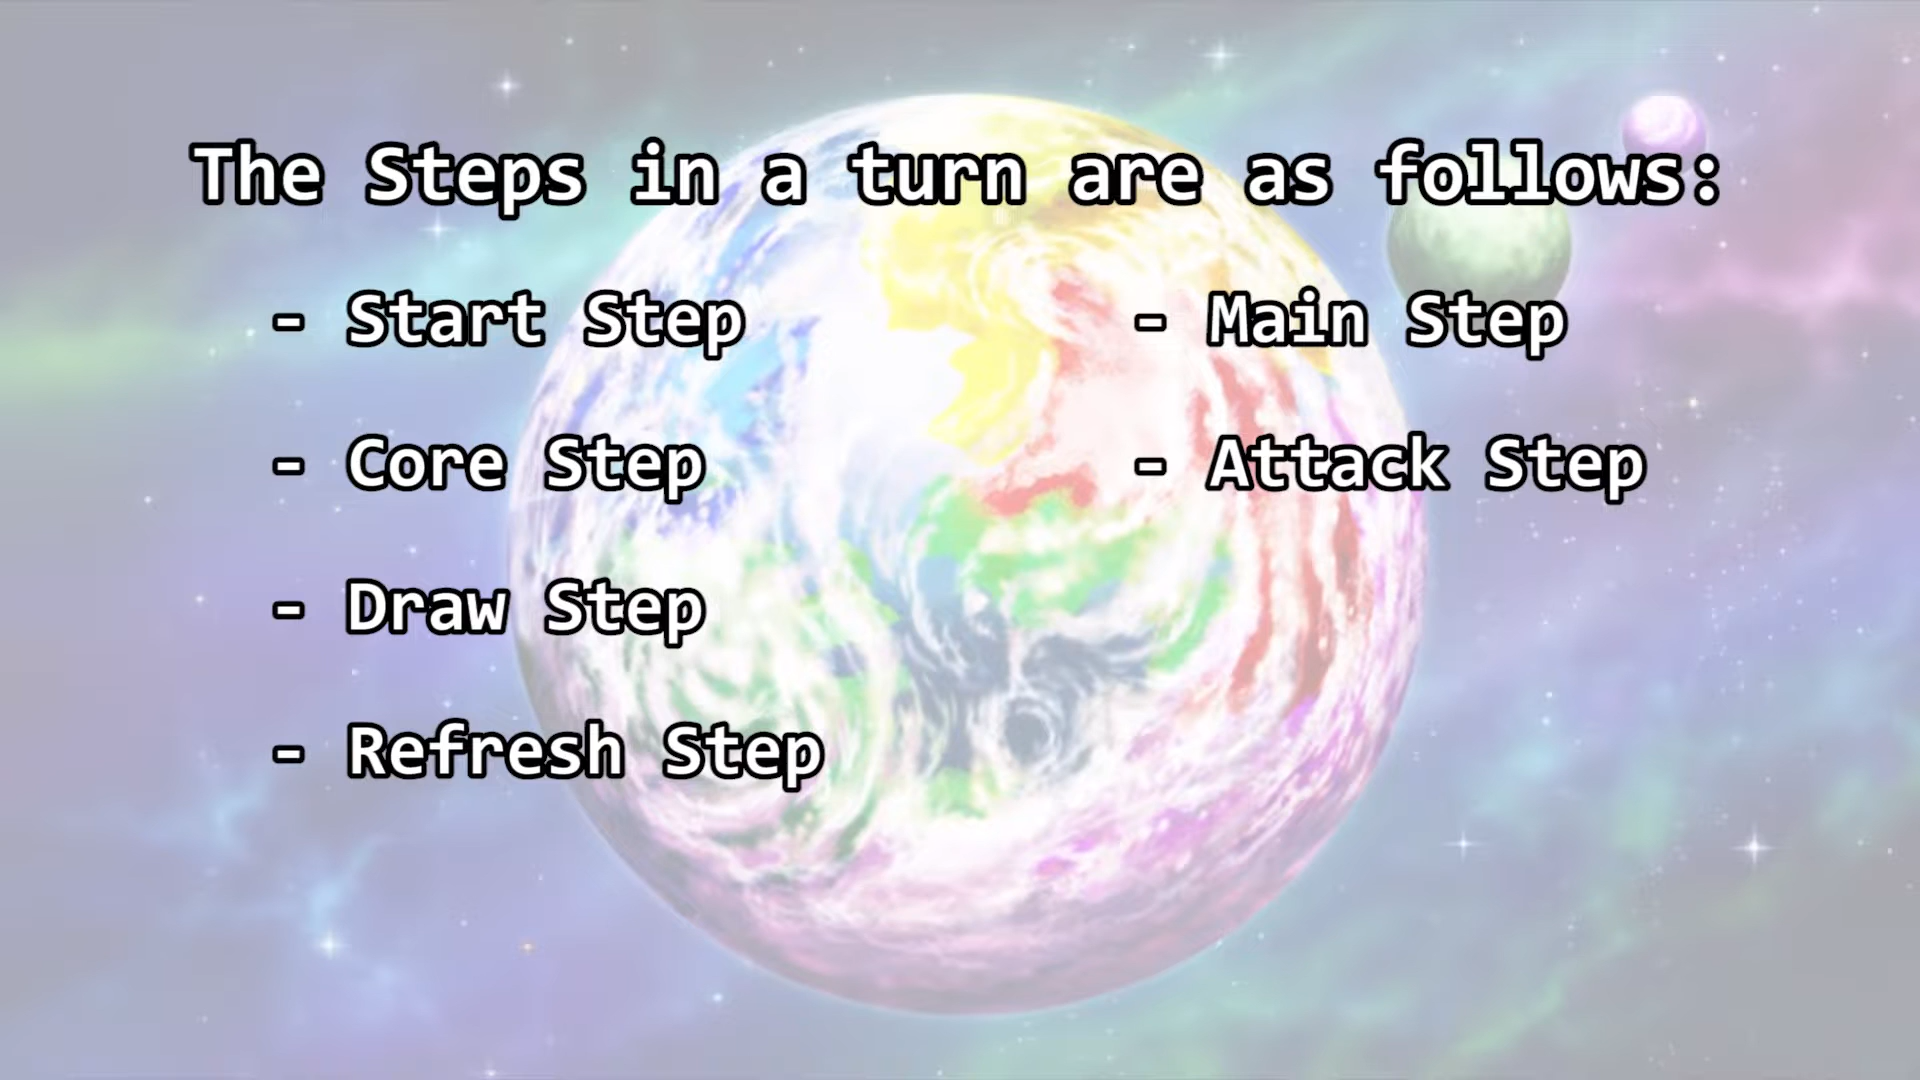 The Steps in a turn are as follows:
- Start Step
- Core Step
- Draw Step
- Refresh Step
- Main Step
- Attack Step